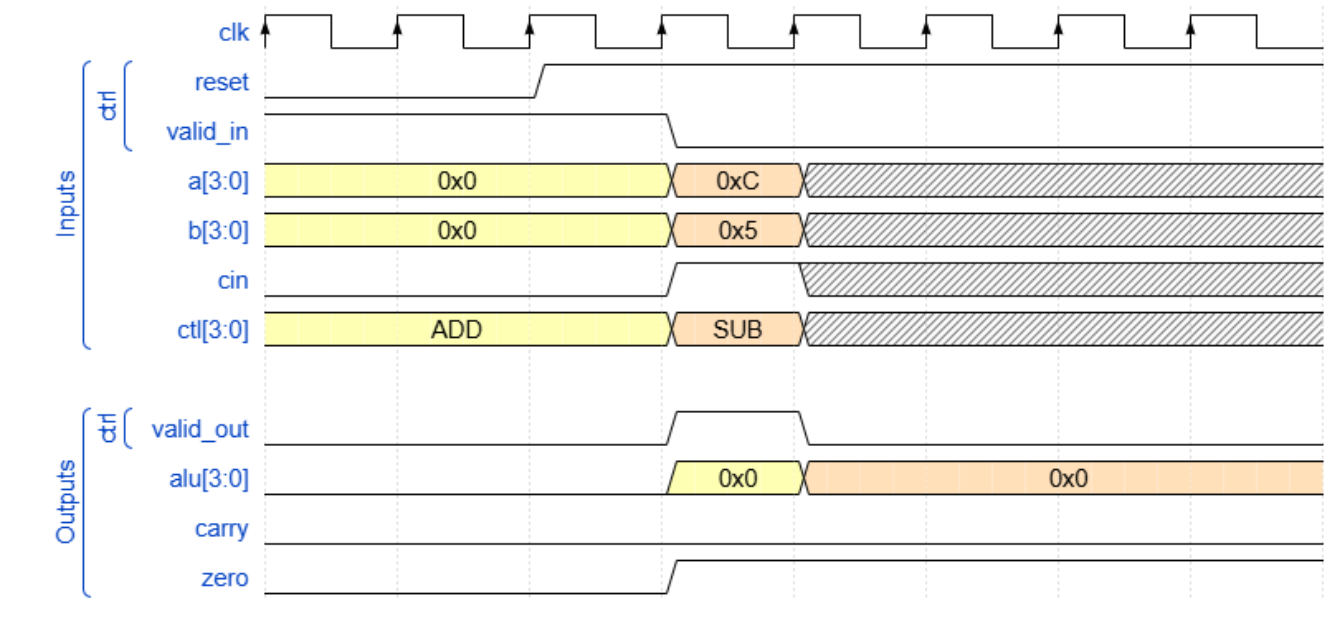 clk
Inputs
ctrl
reset
valid_in
a[3:0] 0x0 0xC
b[3:0] 0x0 0x5
cin
ctl[3:0] ADD SUB
Outputs
ctrl
valid_out
alu[3:0] 0x0 0x0
carry
zero